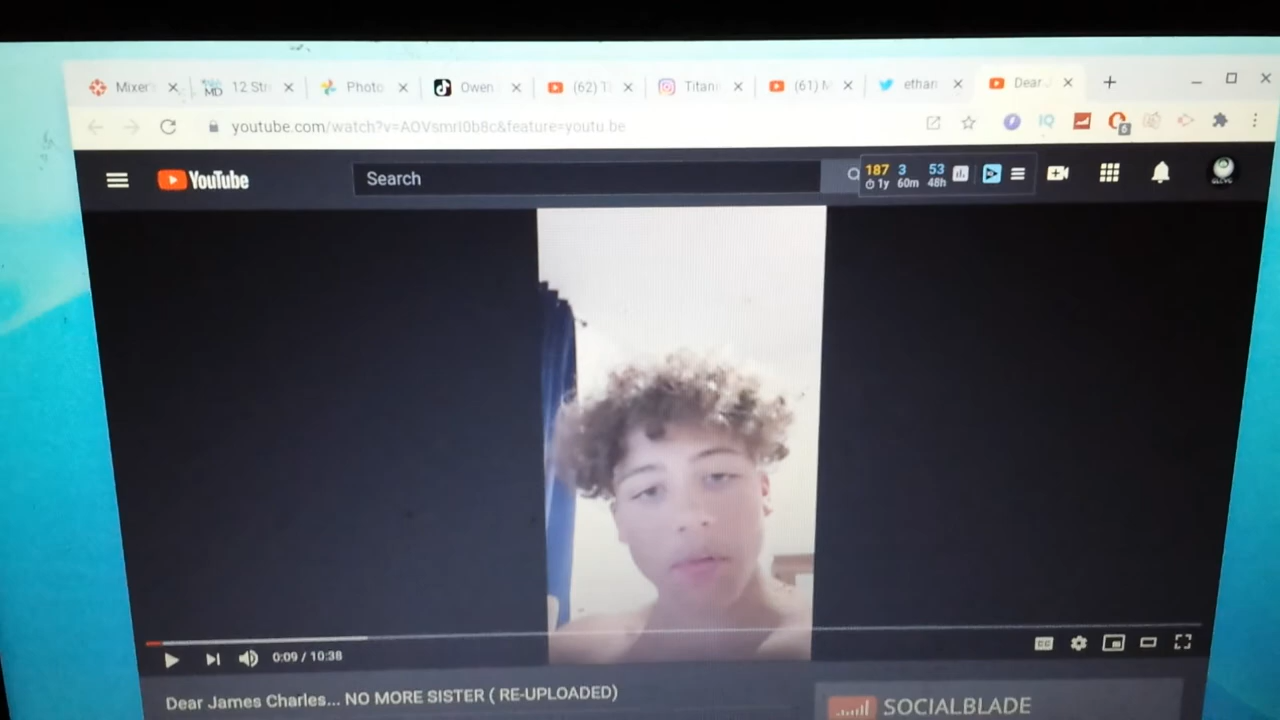 Mixer MD 12 Str Photo Owen (62) T Titan (61) M ethan Dear
youtube.com/watch?v=AOVsmrI0b8c&feature=youtu.be
YouTube Search 187 3 53
1y 60m 48h
0:09 / 10:38
Dear James Charles... NO MORE SISTER ( RE-UPLOADED)
SOCIALBLADE